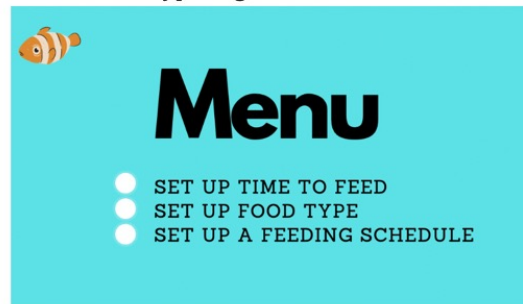 Menu
SET UP TIME TO FEED
SET UP FOOD TYPE
SET UP A FEEDING SCHEDULE